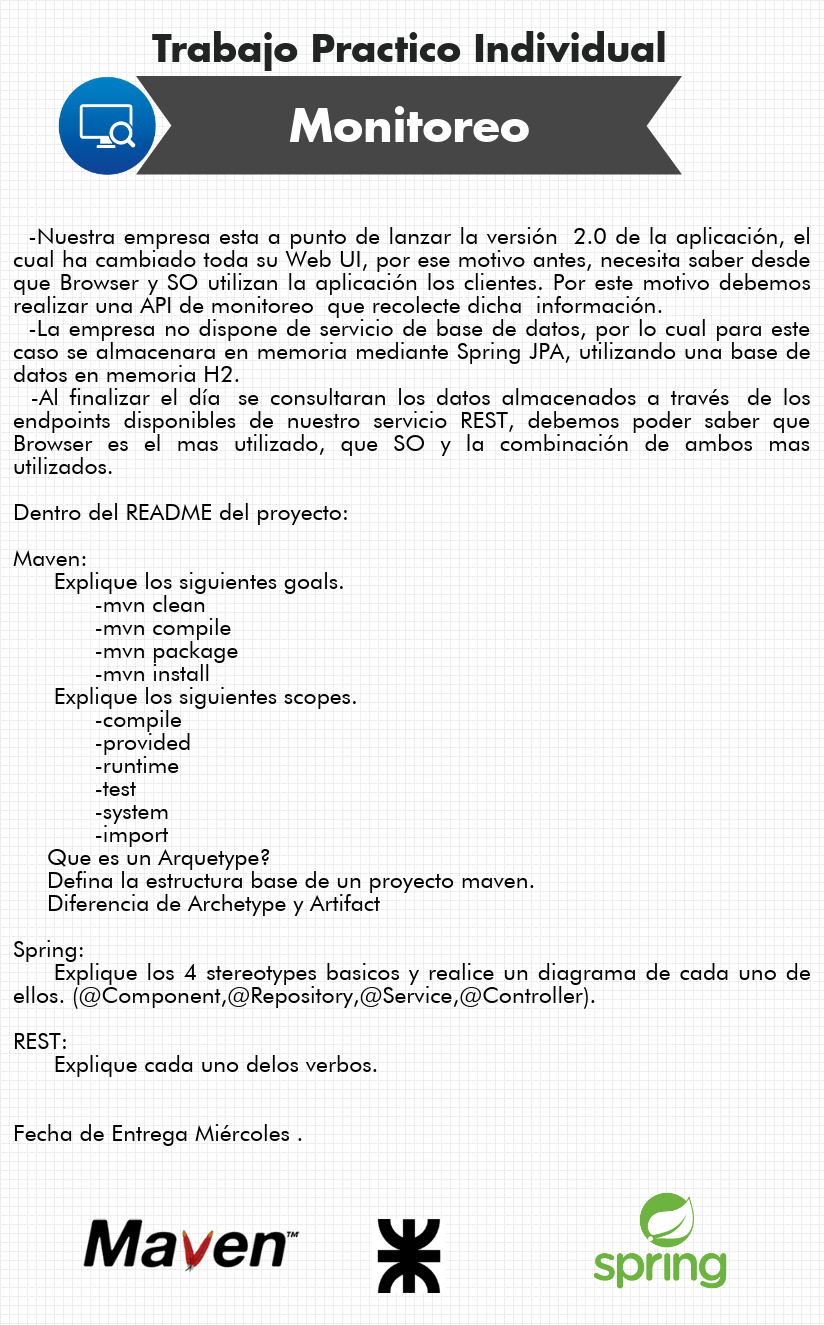 Trabajo Practico Individual
Monitoreo
-Nuestra empresa esta a punto de lanzar la versión 2.0 de la aplicación, el
cual ha cambiado toda su Web UI, por ese motivo antes, necesita saber desde
que Browser y SO utilizan la aplicación los clientes. Por este motivo debemos
realizar una API de monitoreo que recolecte dicha información.
-La empresa no dispone de servicio de base de datos, por lo cual para este
caso se almacenara en memoria mediante Spring JPA, utilizando una base de
datos en memoria H2.
-Al finalizar el día se consultaran los datos almacenados a través de los
endpoints disponibles de nuestro servicio REST, debemos poder saber que
Browser es el mas utilizado, que SO y la combinación de ambos mas
utilizados.
Dentro del README del proyecto:
Maven:
Explique los siguientes goals.
-mvn clean
-mvn compile
-mvn package
-mvn install
Explique los siguientes scopes.
-compile
-provided
-runtime
-test
-system
-import
Que es un Arquetype?
Defina la estructura base de un proyecto maven.
Diferencia de Archetype y Artifact
Spring:
Explique los 4 stereotypes basicos y realice un diagrama de cada uno de
ellos. (@Component,@Repository,@Service,@Controller).
REST:
Explique cada uno delos verbos.
Fecha de Entrega Miércoles .
Maven™
spring